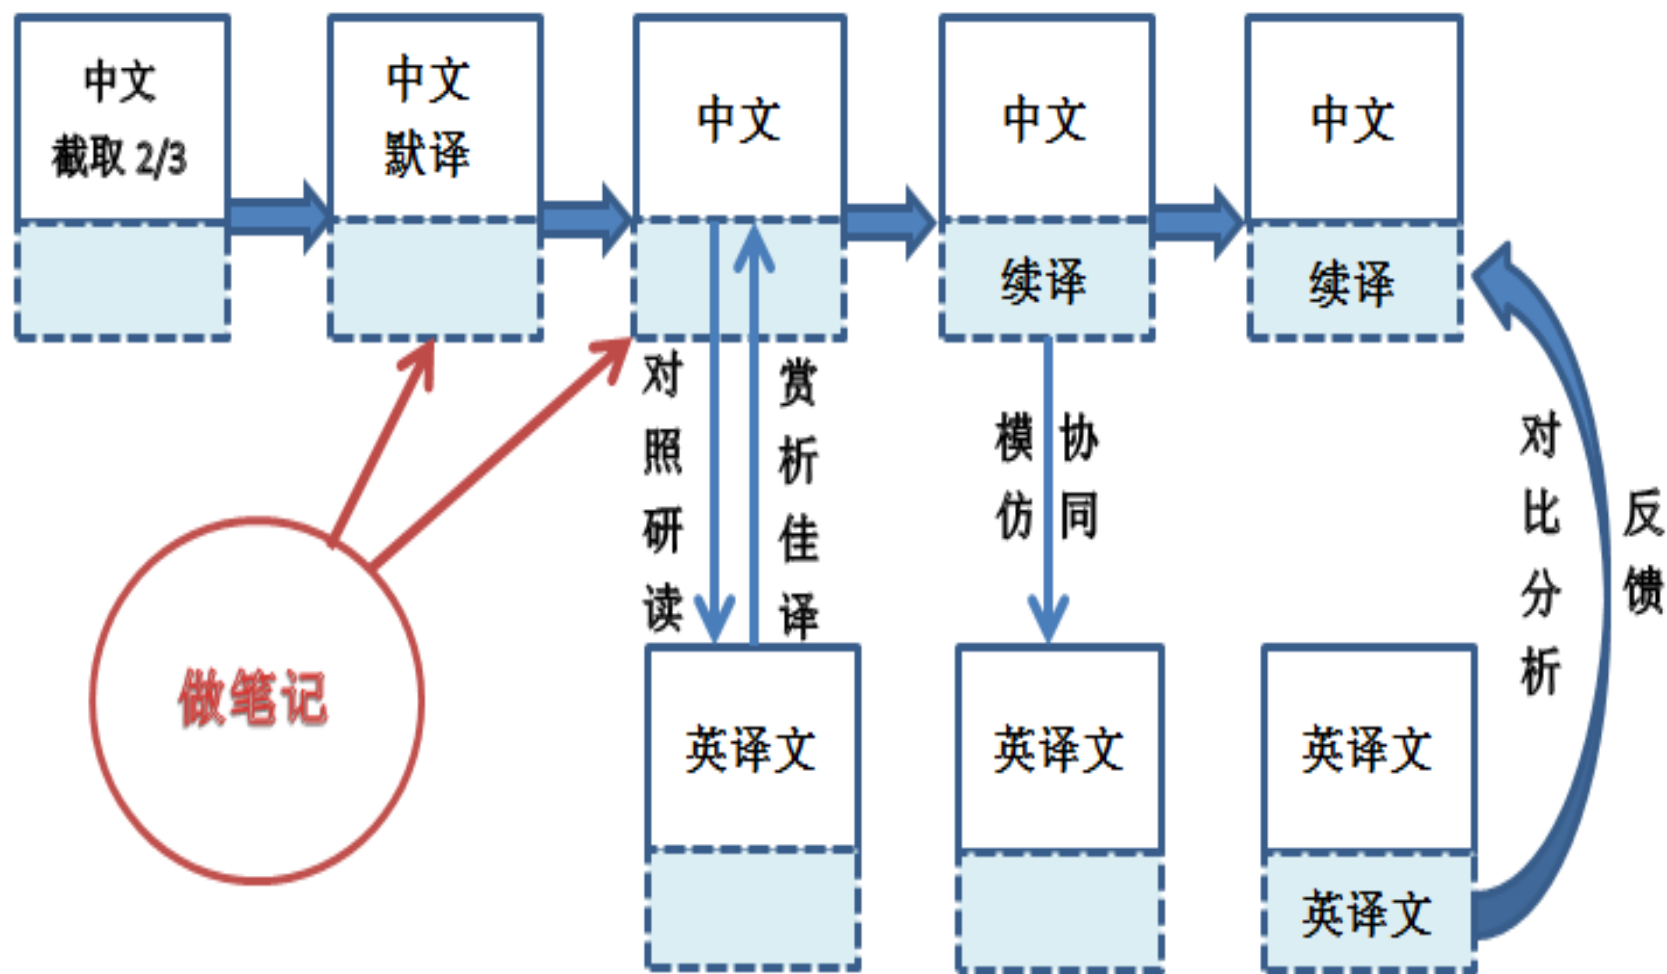 中文
截取 2/3
中文
默译
中文
中文
中文
续译
续译
对照研读
赏析佳译
模仿
协同
对比分析
反馈
做笔记
英译文
英译文
英译文
英译文